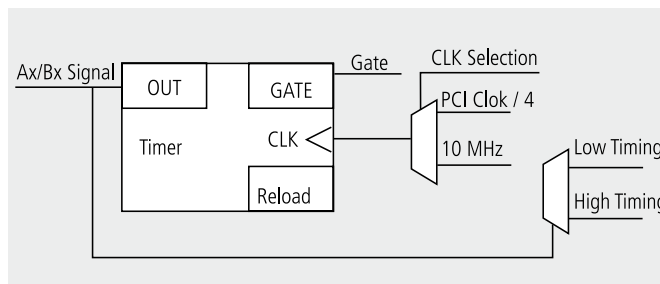 Ax/Bx Signal
OUT
GATE
Gate
CLK Selection
PCI Clok / 4
Timer
CLK
10 MHz
Low Timing
Reload
High Timing